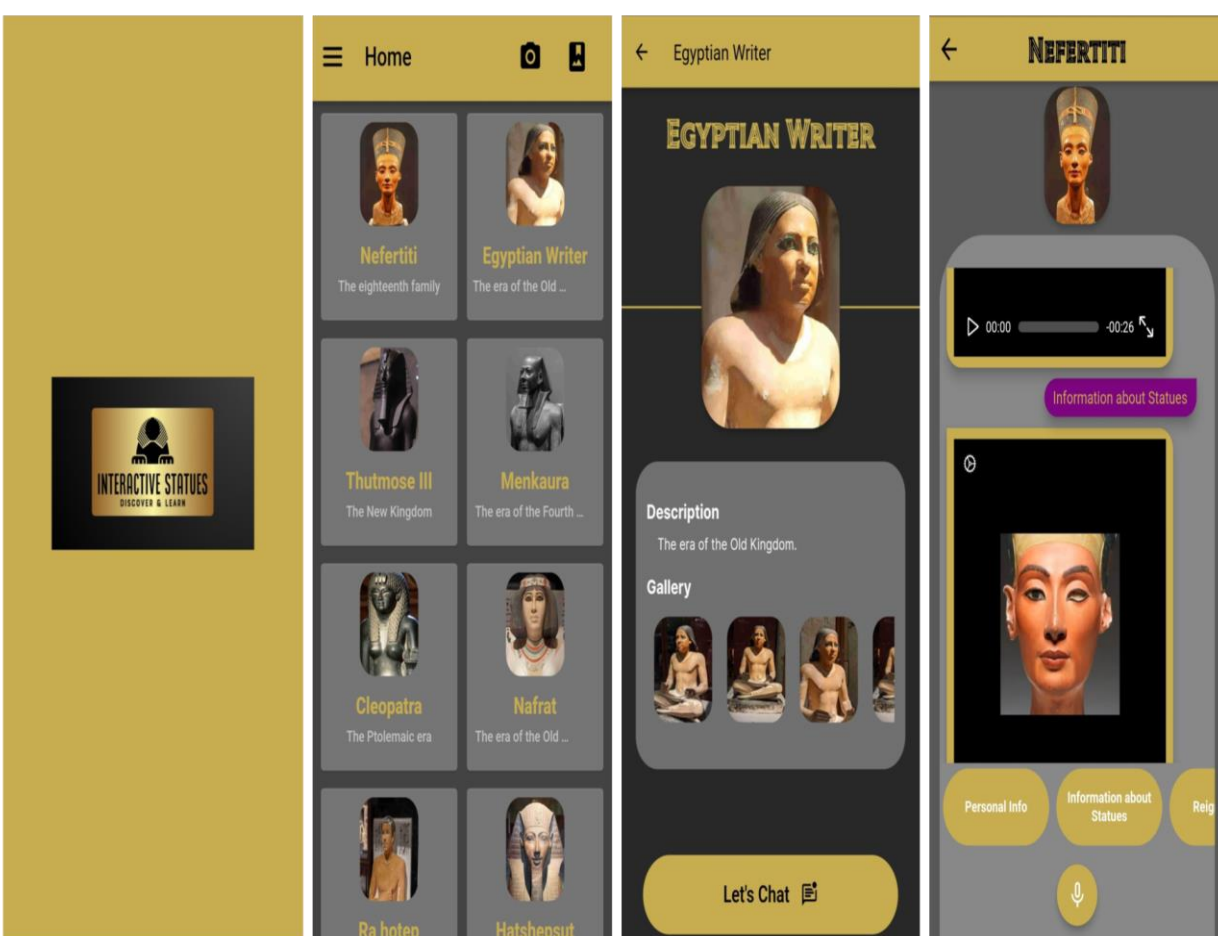 INTERACTIVE STATUES
DISCOVER & LEARN
Home
Nefertiti
The eighteenth family
Egyptian Writer
The era of the Old ...
Thutmose III
The New Kingdom
Menkaura
The era of the Fourth ...
Cleopatra
The Ptolemaic era
Nafrat
The era of the Old ...
Ra hotep
Hatshepsut
Egyptian Writer
EGYPTIAN WRITER
Description
The era of the Old Kingdom.
Gallery
Let's Chat
NEFERTITI
00:00
-00:26
Information about Statues
Personal Info
Information about
Statues
Reig